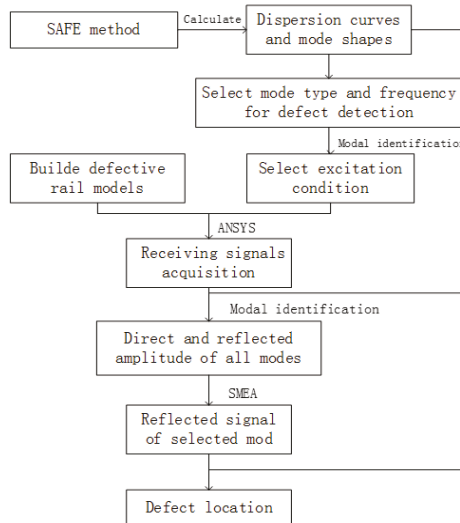 SAFE method
Calculate
Dispersion curves
and mode shapes
Select mode type and frequency
for defect detection
Modal identification
Builde defective
rail models
Select excitation
condition
ANSYS
Receiving signals
acquisition
Modal identification
Direct and reflected
amplitude of all modes
SMEA
Reflected signal
of selected mod
Defect location